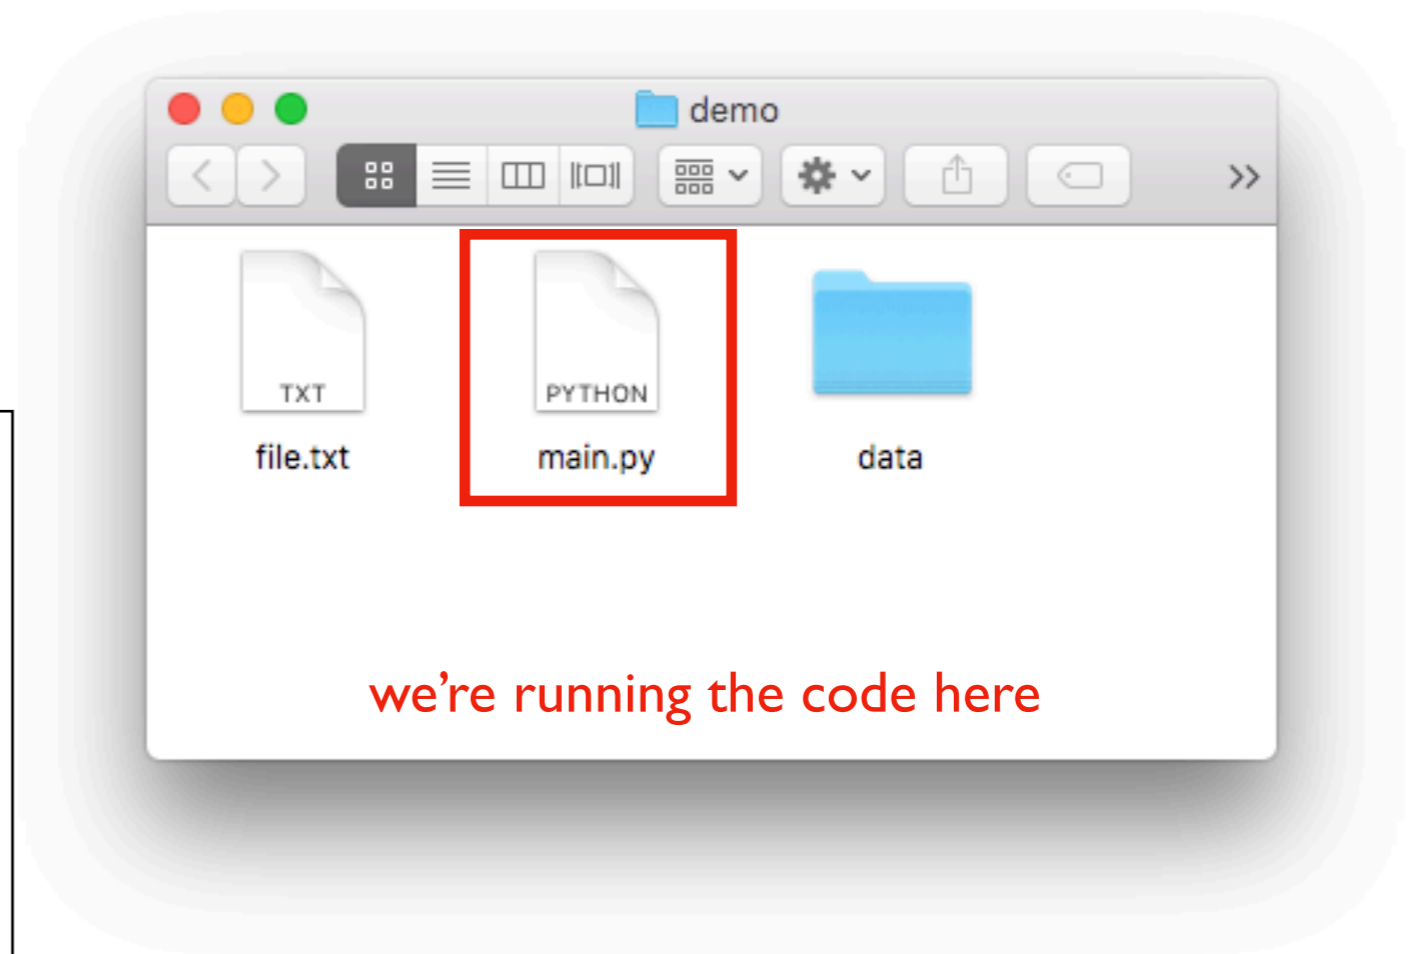 demo
TXT
PYTHON
file.txt
main.py
data
we're running the code here